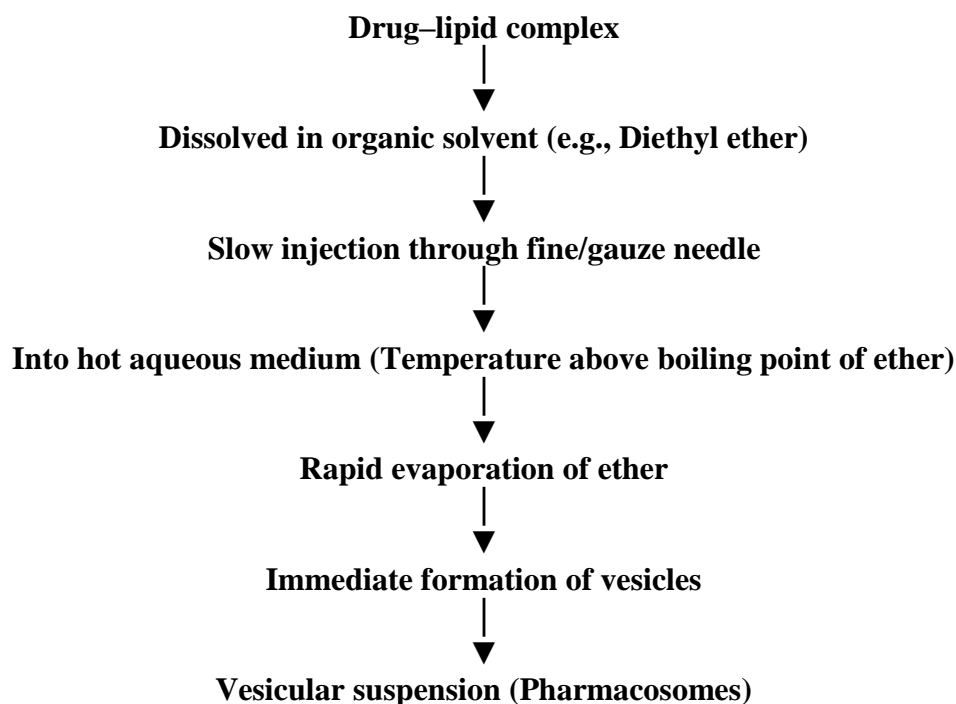 Drug–lipid complex
Dissolved in organic solvent (e.g., Diethyl ether)
Slow injection through fine/gauze needle
Into hot aqueous medium (Temperature above boiling point of ether)
Rapid evaporation of ether
Immediate formation of vesicles
Vesicular suspension (Pharmacosomes)